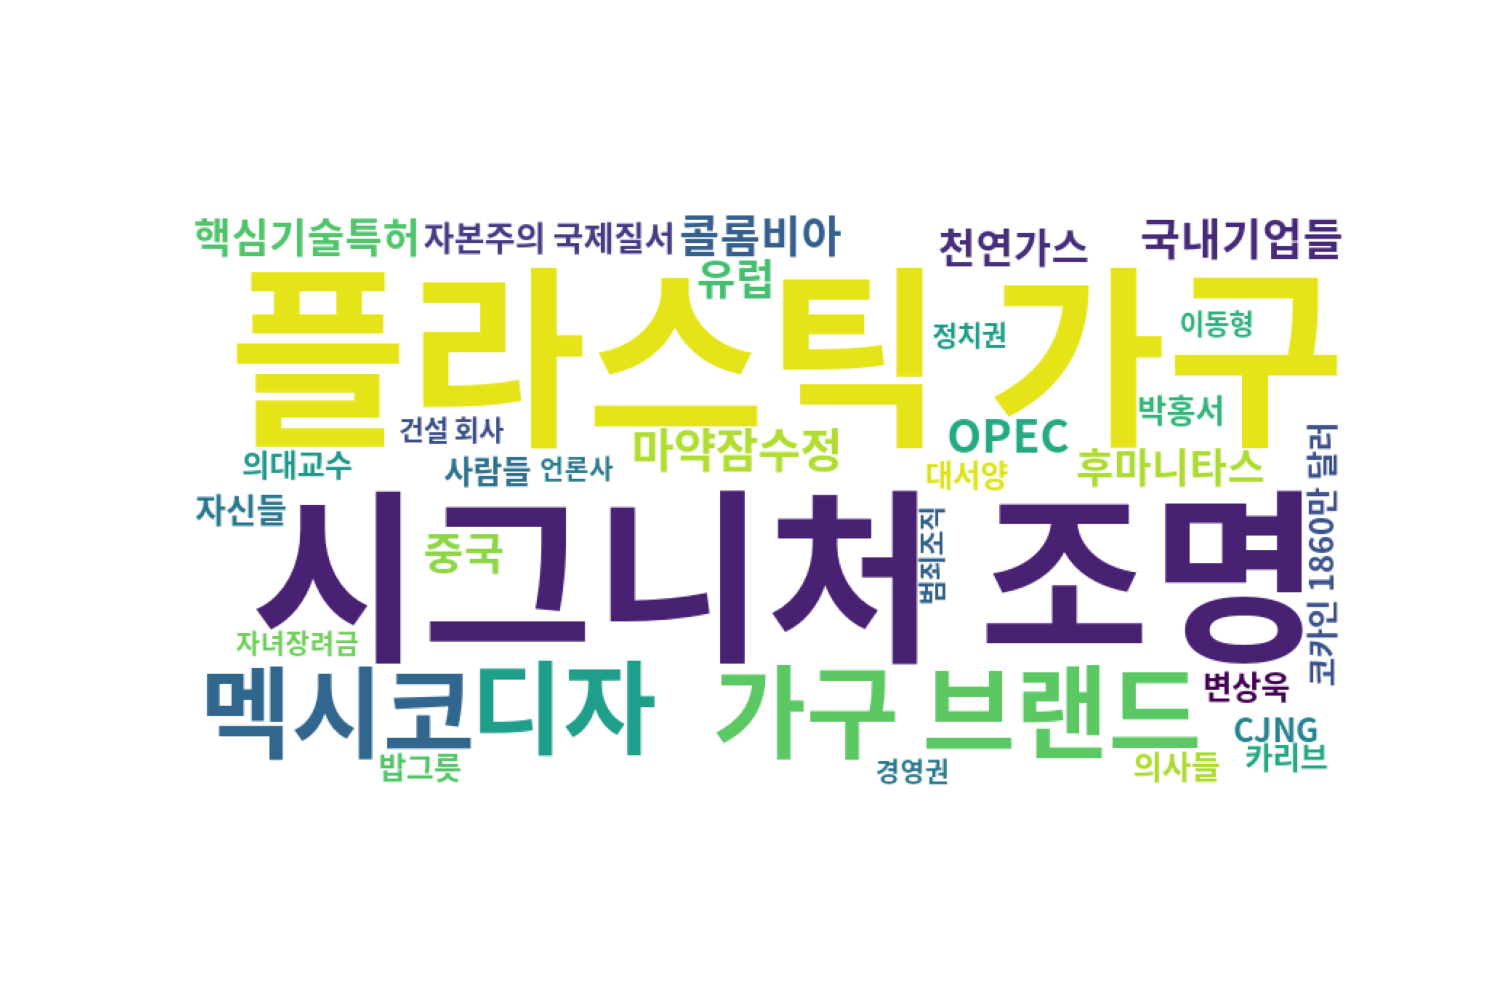 핵심기술특허
자본주의 국제질서
콜롬비아
천연가스
국내기업들
유럽
플라스틱 가구
정치권
이동형
박홍서
건설 회사
마약잠수정
OPEC
의대교수
사람들
언론사
대서양
후마니타스
코카인 1860만 달러
자신들
시그니처 조명
중국
범죄조직
자녀장려금
멕시코
디자
가구 브랜드
변상욱
CJNG
밥그릇
경영권
의사들
카리브